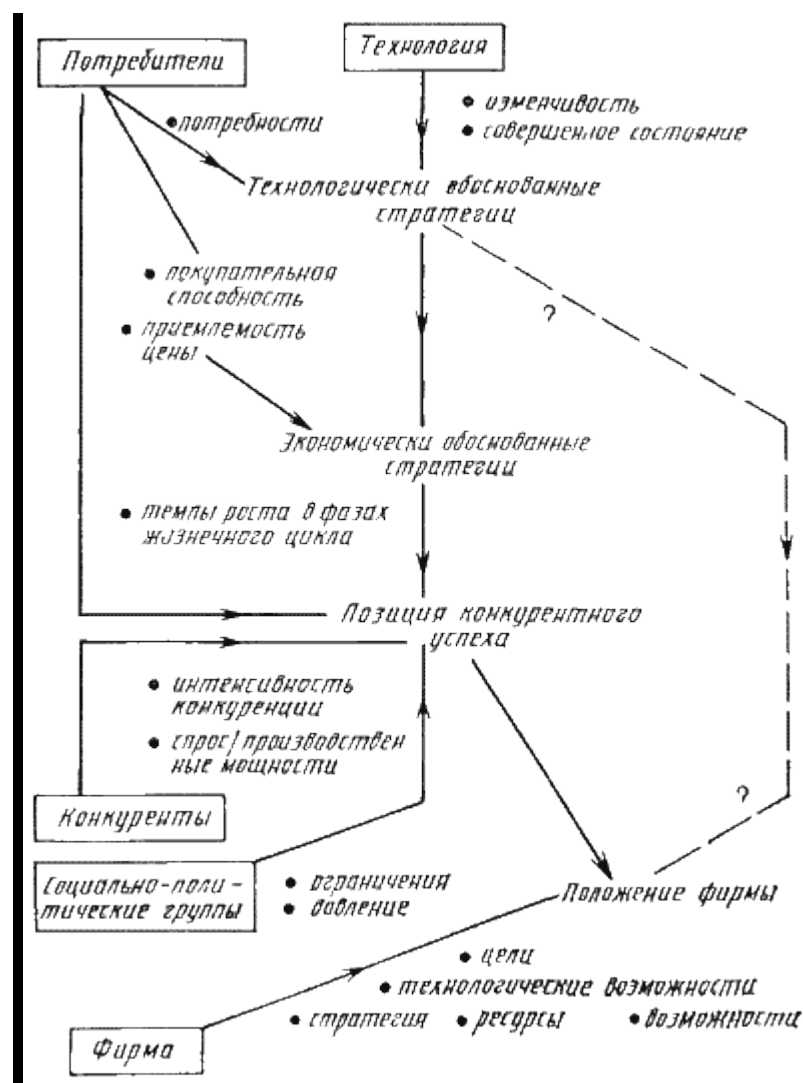 Потребители
Технология
● изменчивость
● совершенное состояние
● потребности
Технологически обоснованные
стратегии
● покупательная
способность
?
● приемлемость
цены
Экономически обоснованные
стратегии
● темпы роста в фазах
жизнечного цикла
Позиция конкурентного
успеха
● интенсивность
конкуренции
● спрос/производствен
ные мощности
?
Конкуренты
Социально-поли-
тические группы
● ограничения
● давление
Положение фирмы
● цели
● технологические возможности
● стратегия ● ресурсы ● возможности
Фирма